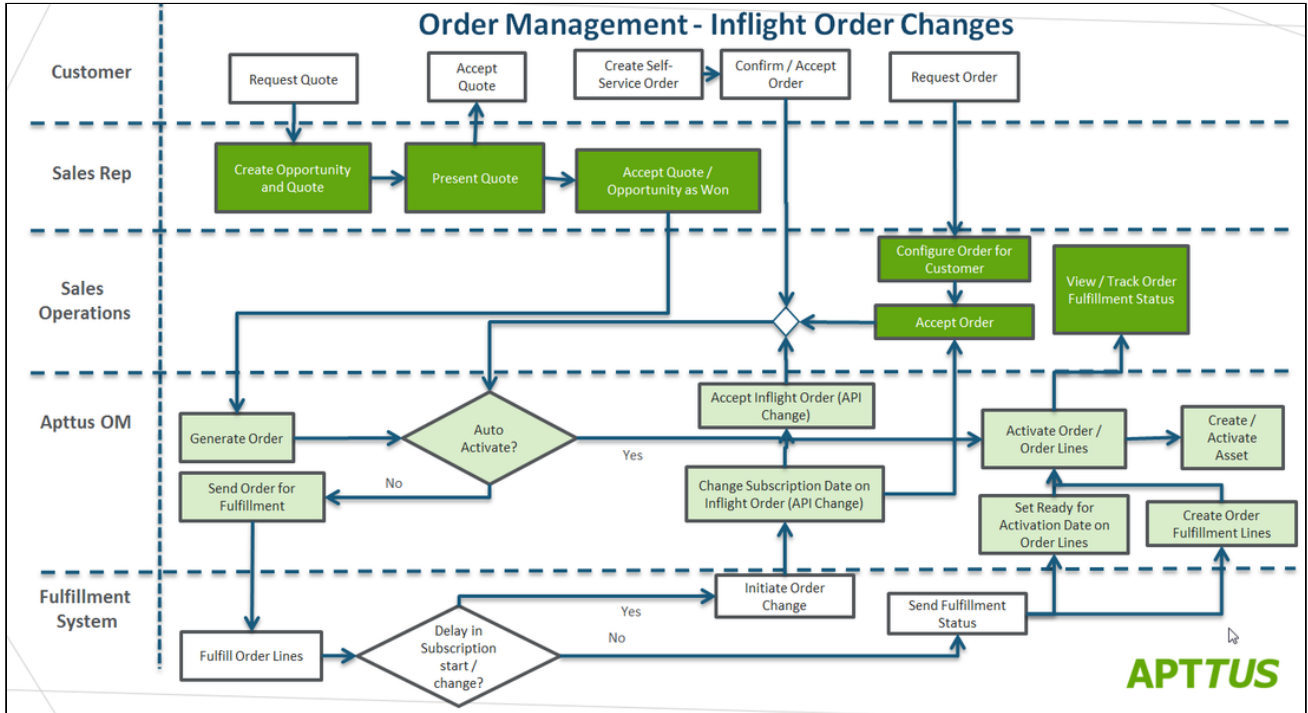 Order Management - Inflight Order Changes
Customer
Request Quote
Accept
Quote
Create Self-
Service Order
Confirm / Accept
Order
Request Order
Sales Rep
Create Opportunity
and Quote
Present Quote
Accept Quote /
Opportunity as Won
Sales
Operations
Configure Order for
Customer
View / Track Order
Fulfillment Status
Accept Order
Apttus OM
Generate Order
Auto
Activate?
Yes
No
Accept Inflight Order (API
Change)
Activate Order /
Order Lines
Create /
Activate
Asset
Send Order for
Fulfillment
Change Subscription Date on
Inflight Order (API Change)
Set Ready for
Activation Date on
Order Lines
Create Order
Fulfillment Lines
Fulfillment
System
Fulfill Order Lines
Delay in
Subscription
start /
change?
Yes
No
Initiate Order
Change
Send Fulfillment
Status
APTTUS